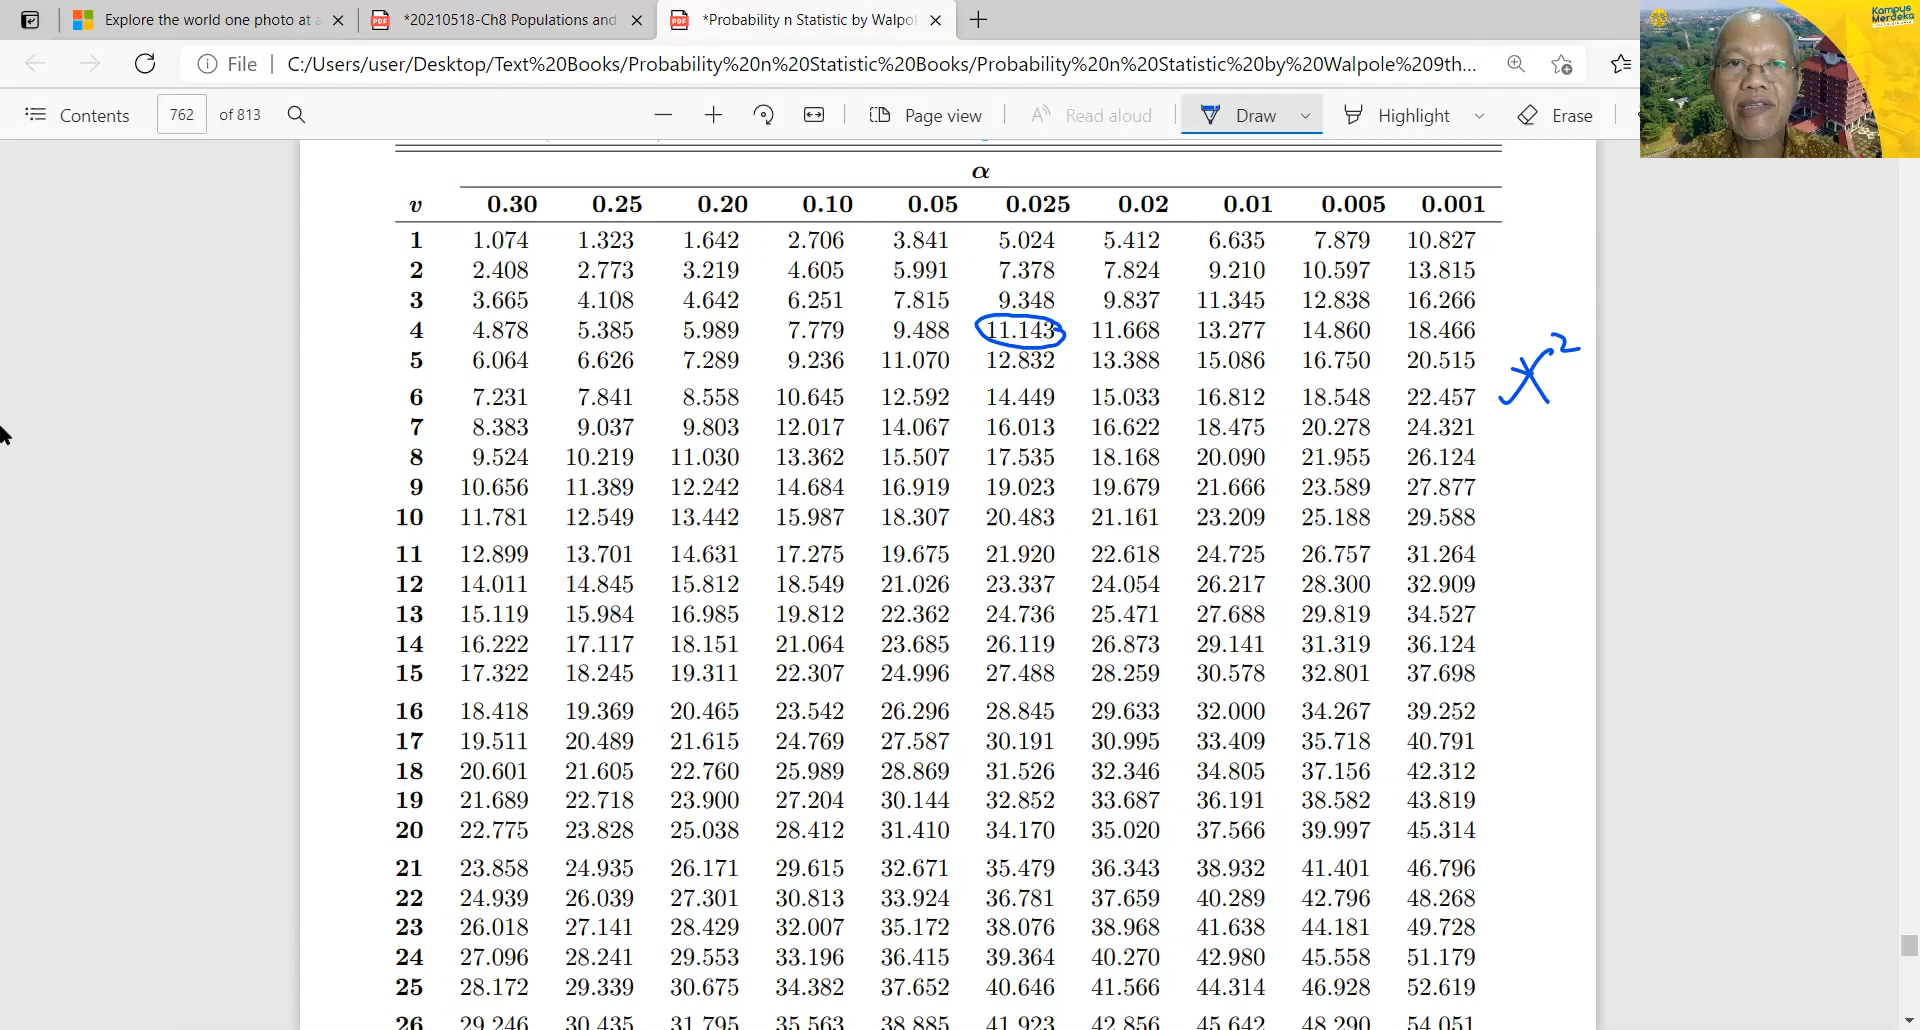 Explore the world one photo at a
*20210518-Ch8 Populations and
*Probability n Statistic by Walpol
File
C:/Users/user/Desktop/Text%20Books/Probability%20n%20Statistic%20Books/Probability%20n%20Statistic%20by%20Walpole%209th...
Contents 762 of 813 Page view Read aloud Draw Highlight Erase
Kampus Merdeka
α
v 0.30 0.25 0.20 0.10 0.05 0.025 0.02 0.01 0.005 0.001
1 1.074 1.323 1.642 2.706 3.841 5.024 5.412 6.635 7.879 10.827
2 2.408 2.773 3.219 4.605 5.991 7.378 7.824 9.210 10.597 13.815
3 3.665 4.108 4.642 6.251 7.815 9.348 9.837 11.345 12.838 16.266
4 4.878 5.385 5.989 7.779 9.488 11.143 11.668 13.277 14.860 18.466
5 6.064 6.626 7.289 9.236 11.070 12.832 13.388 15.086 16.750 20.515
X²
6 7.231 7.841 8.558 10.645 12.592 14.449 15.033 16.812 18.548 22.457
7 8.383 9.037 9.803 12.017 14.067 16.013 16.622 18.475 20.278 24.321
8 9.524 10.219 11.030 13.362 15.507 17.535 18.168 20.090 21.955 26.124
9 10.656 11.389 12.242 14.684 16.919 19.023 19.679 21.666 23.589 27.877
10 11.781 12.549 13.442 15.987 18.307 20.483 21.161 23.209 25.188 29.588
11 12.899 13.701 14.631 17.275 19.675 21.920 22.618 24.725 26.757 31.264
12 14.011 14.845 15.812 18.549 21.026 23.337 24.054 26.217 28.300 32.909
13 15.119 15.984 16.985 19.812 22.362 24.736 25.471 27.688 29.819 34.527
14 16.222 17.117 18.151 21.064 23.685 26.119 26.873 29.141 31.319 36.124
15 17.322 18.245 19.311 22.307 24.996 27.488 28.259 30.578 32.801 37.698
16 18.418 19.369 20.465 23.542 26.296 28.845 29.633 32.000 34.267 39.252
17 19.511 20.489 21.615 24.769 27.587 30.191 30.995 33.409 35.718 40.791
18 20.601 21.605 22.760 25.989 28.869 31.526 32.346 34.805 37.156 42.312
19 21.689 22.718 23.900 27.204 30.144 32.852 33.687 36.191 38.582 43.819
20 22.775 23.828 25.038 28.412 31.410 34.170 35.020 37.566 39.997 45.314
21 23.858 24.935 26.171 29.615 32.671 35.479 36.343 38.932 41.401 46.796
22 24.939 26.039 27.301 30.813 33.924 36.781 37.659 40.289 42.796 48.268
23 26.018 27.141 28.429 32.007 35.172 38.076 38.968 41.638 44.181 49.728
24 27.096 28.241 29.553 33.196 36.415 39.364 40.270 42.980 45.558 51.179
25 28.172 29.339 30.675 34.382 37.652 40.646 41.566 44.314 46.928 52.619
26 29.246 30.435 31.795 35.563 38.885 41.923 42.856 45.642 48.290 54.051